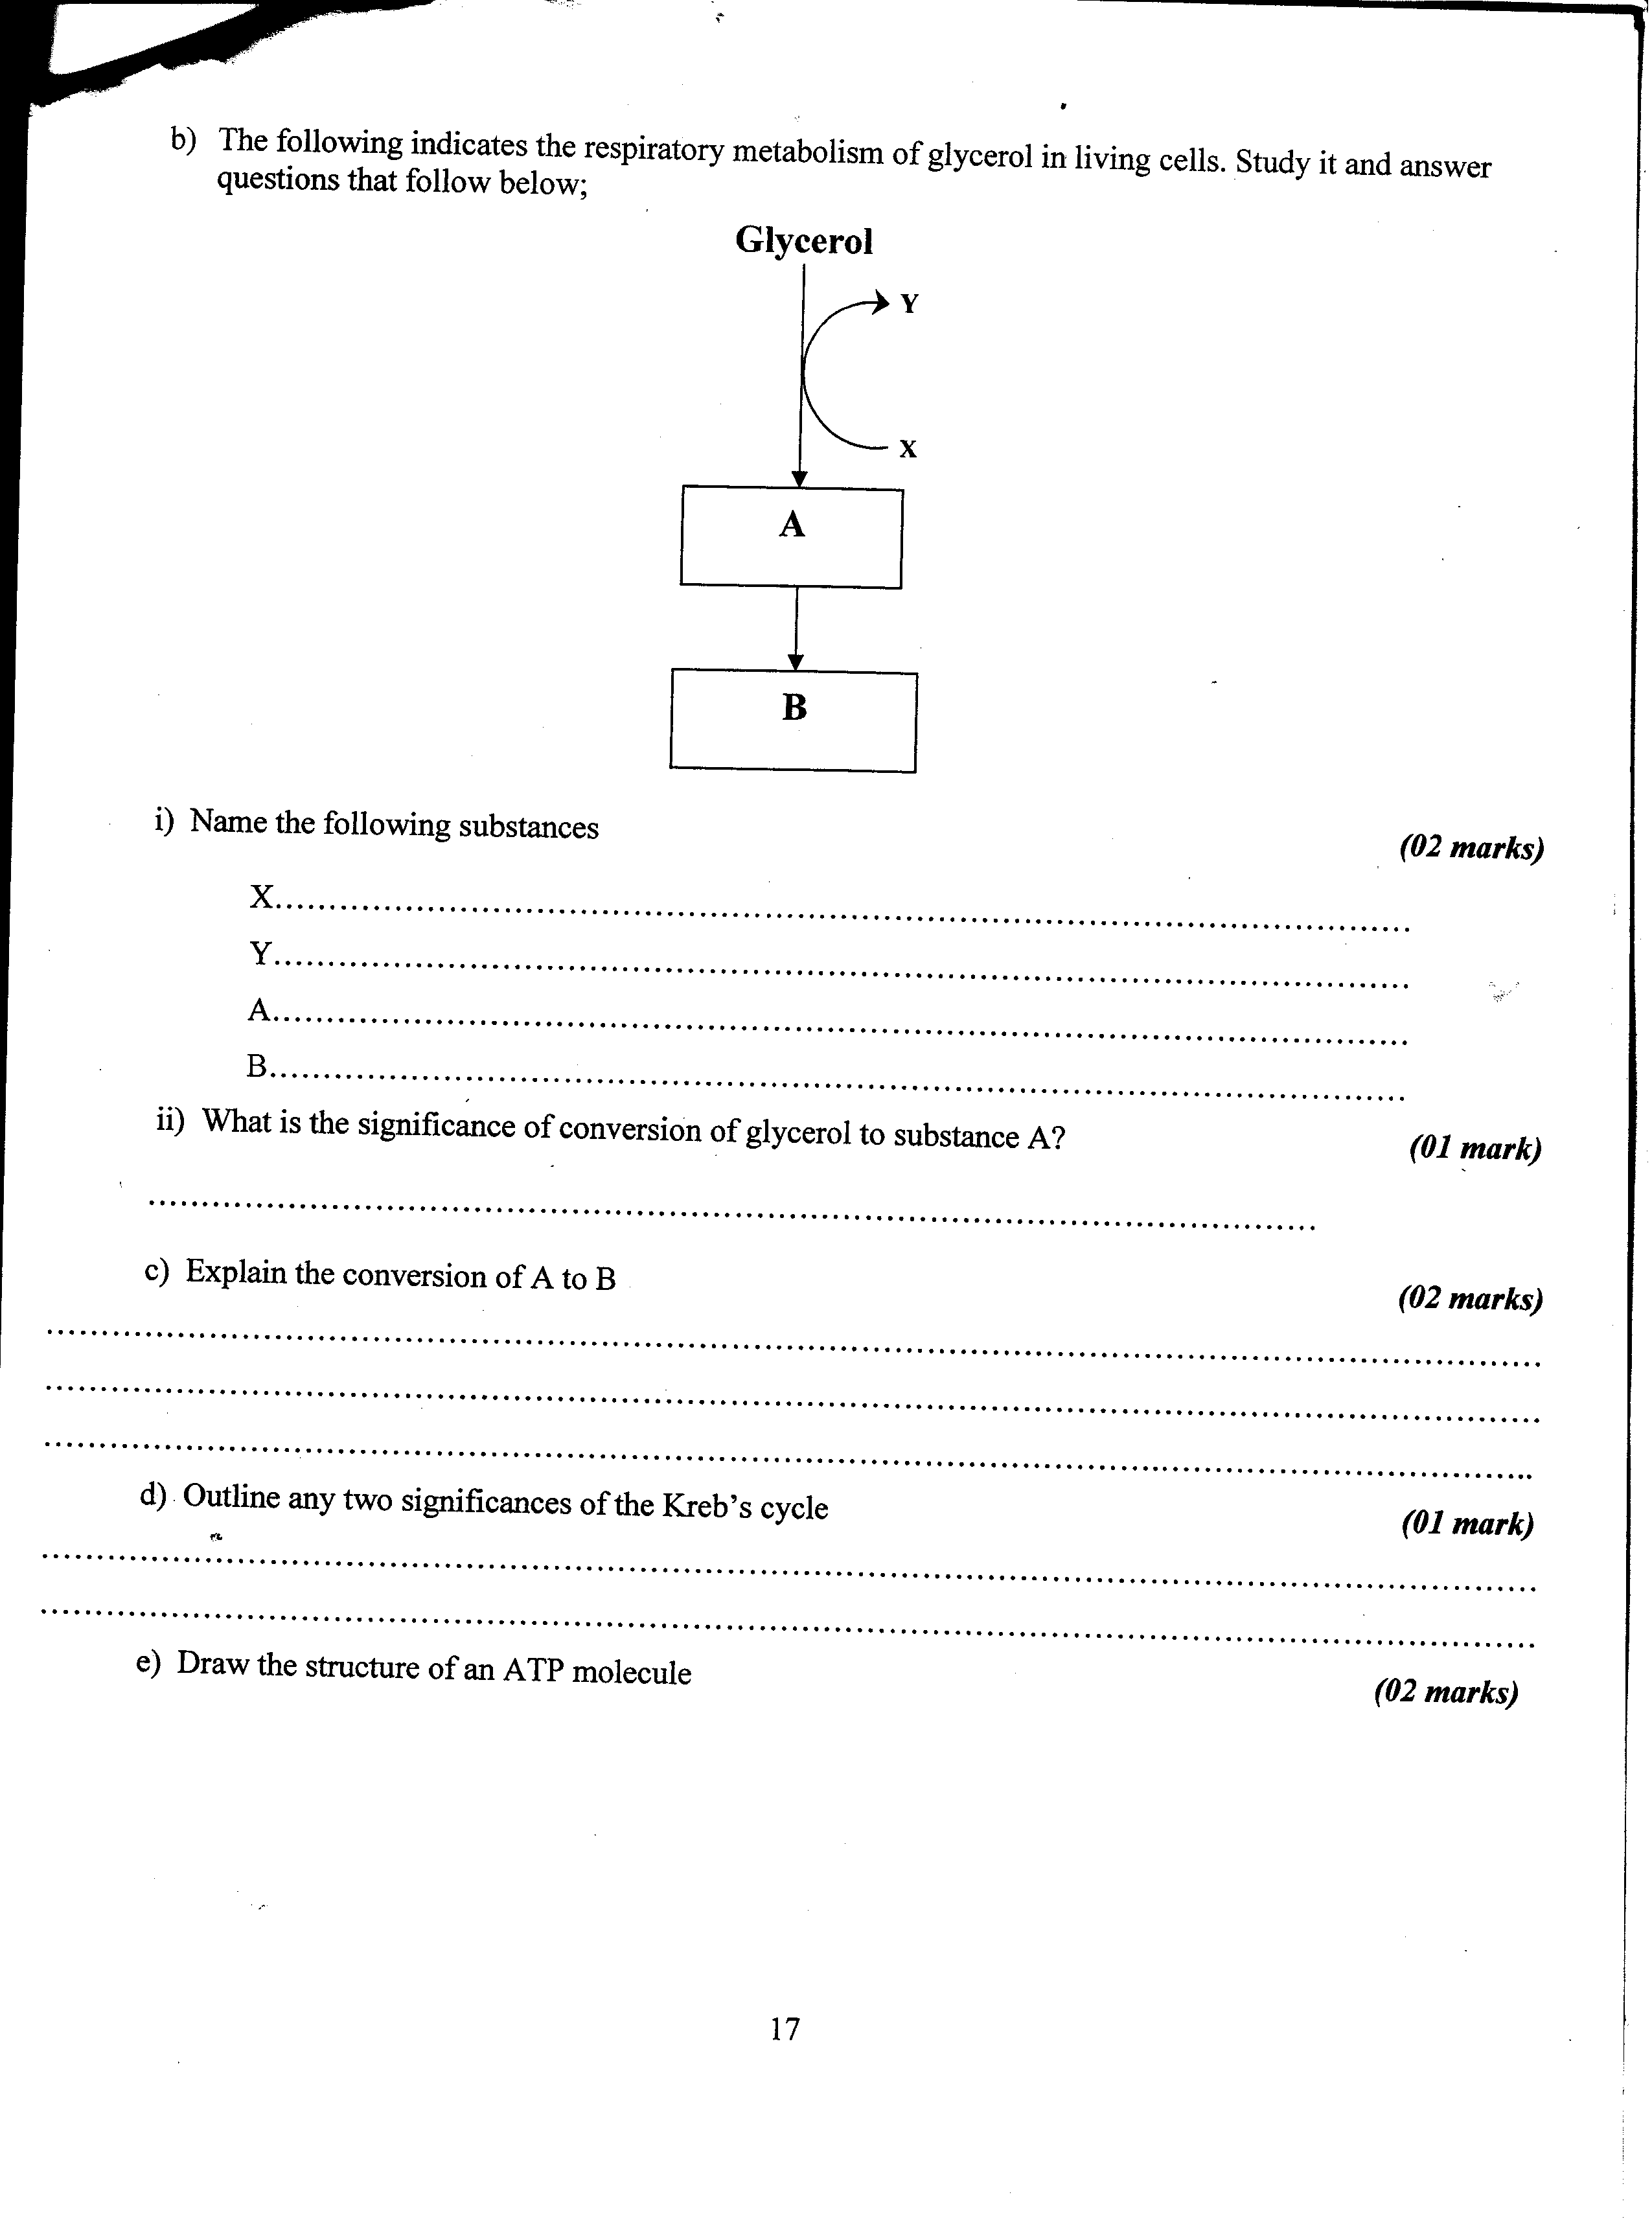 b) The following indicates the respiratory metabolism of glycerol in living cells. Study it and answer
questions that follow below;
Glycerol
Y
X
A
B
i) Name the following substances (02 marks)
X....................................................................................................
Y....................................................................................................
A....................................................................................................
B....................................................................................................
ii) What is the significance of conversion of glycerol to substance A? (01 mark)
....................................................................................................
c) Explain the conversion of A to B (02 marks)
....................................................................................................
....................................................................................................
....................................................................................................
d) Outline any two significances of the Kreb's cycle (01 mark)
....................................................................................................
....................................................................................................
e) Draw the structure of an ATP molecule (02 marks)
17